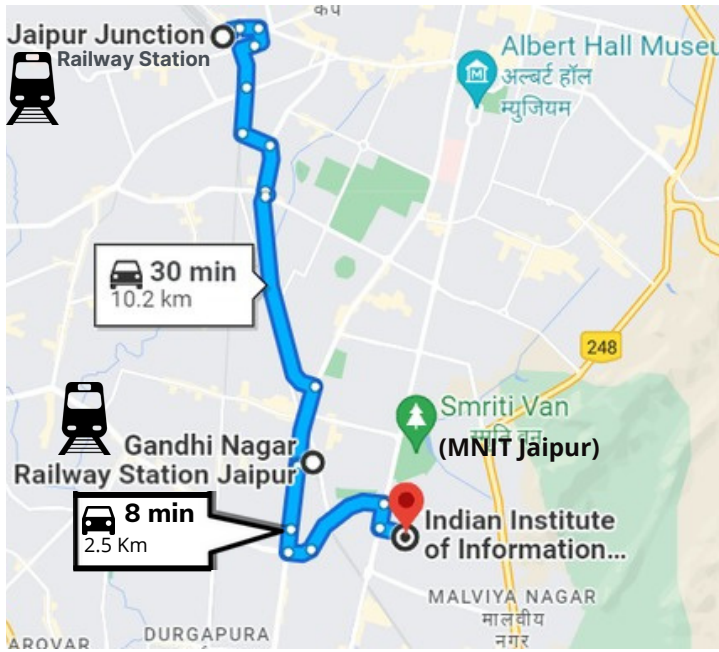 कप
Jaipur Junction
Railway Station
Albert Hall Museu
अल्बर्ट हॉल
म्युजियम
30 min
10.2 km
248
Smriti Van
(MNIT Jaipur)
Gandhi Nagar
Railway Station Jaipur
8 min
2.5 Km
Indian Institute
of Information...
MALVIYA NAGAR
मालवीय
नगर
DURGAPURA
AROVAR